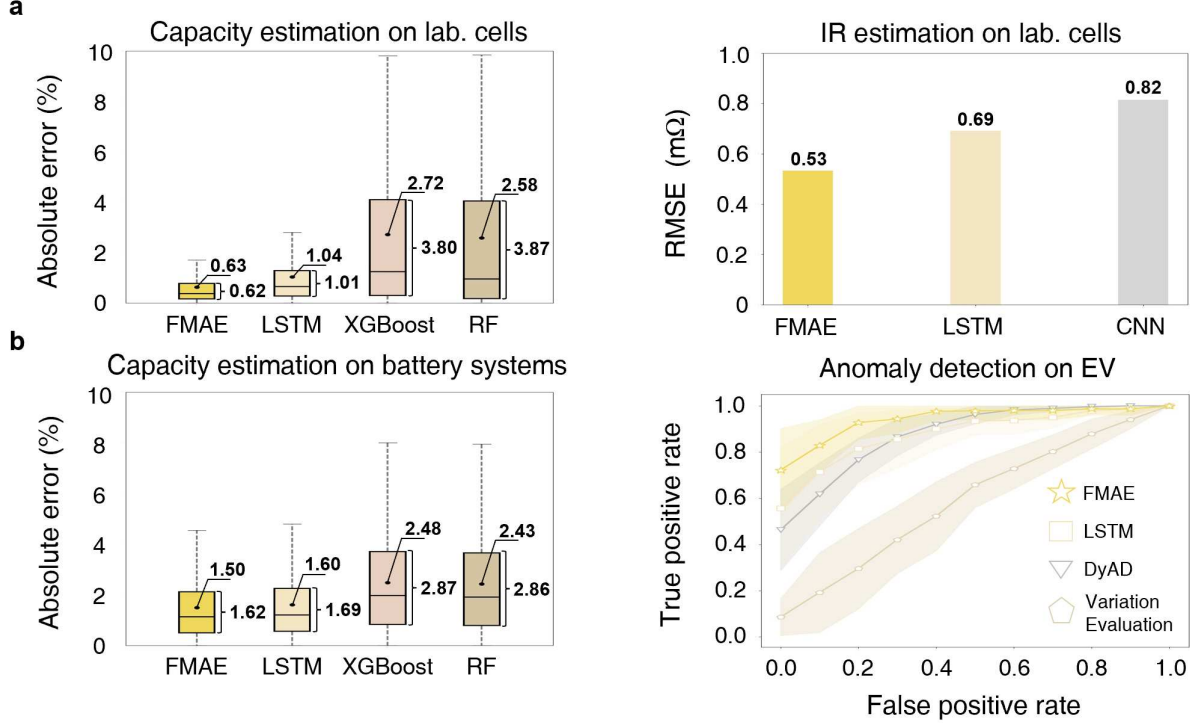 a
Capacity estimation on lab. cells
Absolute error (%)
10
8
6
4
2
0
0.63
0.62
1.04
1.01
2.72
3.80
2.58
3.87
FMAE
LSTM
XGBoost
RF
IR estimation on lab. cells
RMSE (mΩ)
1.0
0.8
0.6
0.4
0.2
0
0.53
0.69
0.82
FMAE
LSTM
CNN
b
Capacity estimation on battery systems
Absolute error (%)
10
8
6
4
2
0
1.50
1.62
1.60
1.69
2.48
2.87
2.43
2.86
FMAE
LSTM
XGBoost
RF
Anomaly detection on EV
True positive rate
1.0
0.8
0.6
0.4
0.2
0.0
FMAE
LSTM
DyAD
Variation
Evaluation
0.0
0.2
0.4
0.6
0.8
1.0
False positive rate